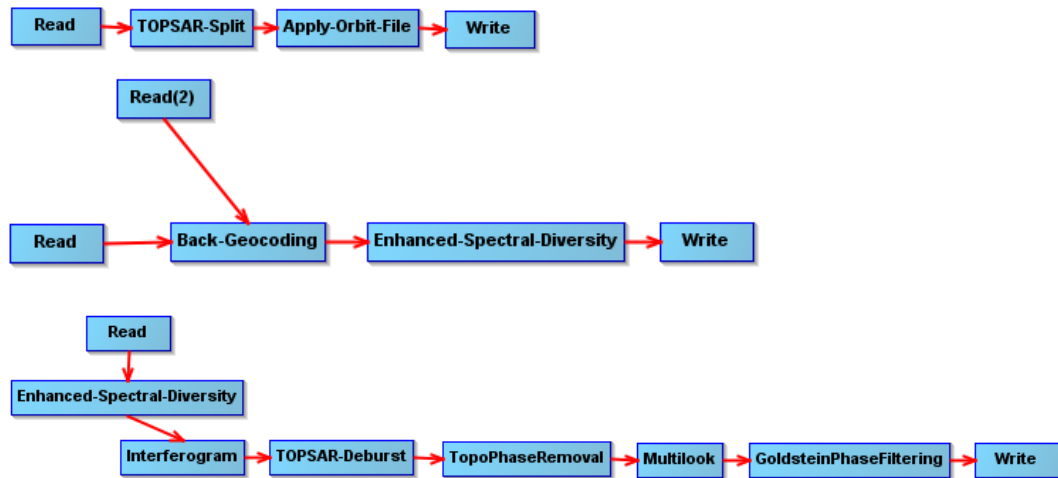 Read
TOPSAR-Split
Apply-Orbit-File
Write
Read(2)
Read
Back-Geocoding
Enhanced-Spectral-Diversity
Write
Read
Enhanced-Spectral-Diversity
Interferogram
TOPSAR-Deburst
TopoPhaseRemoval
Multilook
GoldsteinPhaseFiltering
Write